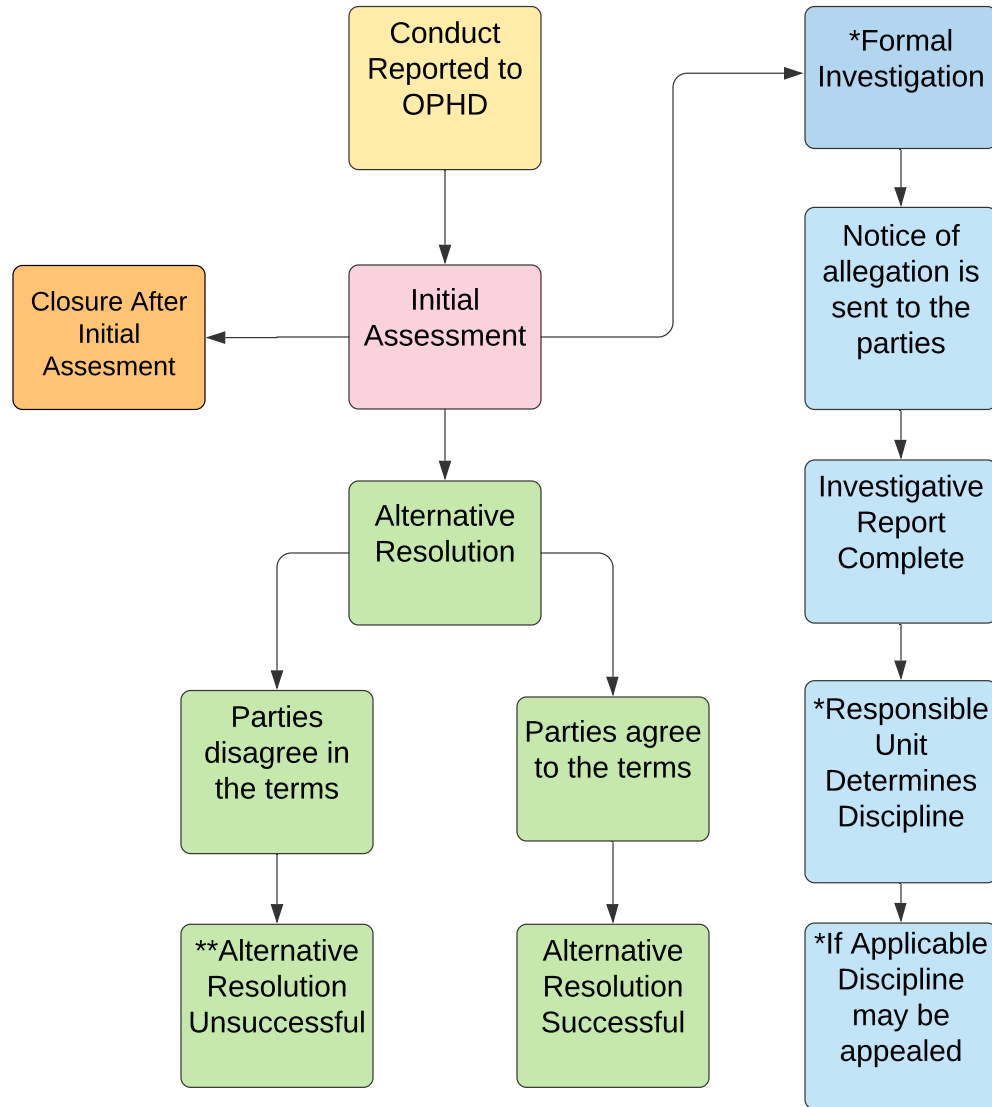 Conduct
Reported to
OPHD
*Formal
Investigation
Notice of
allegation is
sent to the
parties
Closure After
Initial
Assesment
Initial
Assessment
Alternative
Resolution
Investigative
Report
Complete
Parties
disagree in
the terms
Parties agree
to the terms
*Responsible
Unit
Determines
Discipline
**Alternative
Resolution
Unsuccessful
Alternative
Resolution
Successful
*If Applicable
Discipline
may be
appealed